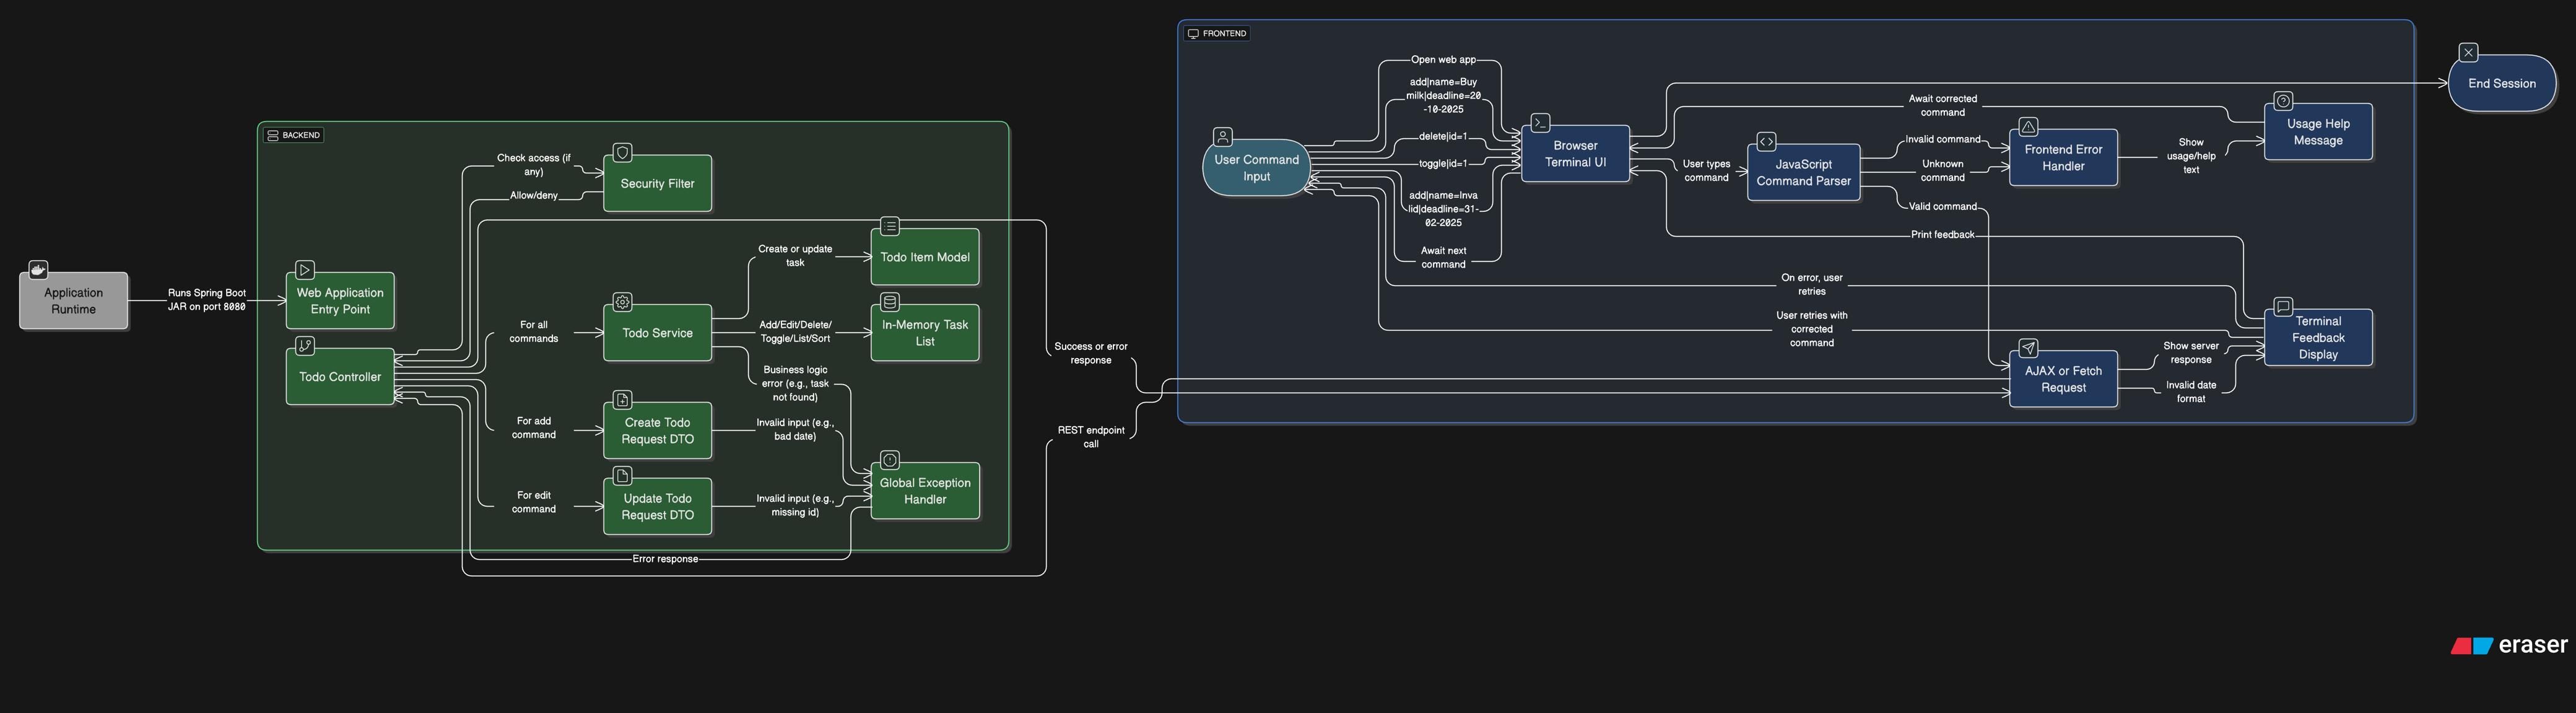 FRONTEND
Open web app
add|name=Buy
milk|deadline=20
-10-2025
delete|id=1
toggle|id=1
add|name=Inva
lid|deadline=31-
02-2025
Await next
command
User Command
Input
Browser
Terminal UI
User types
command
JavaScript
Command Parser
Invalid command
Unknown
command
Valid command
Await corrected
command
Frontend Error
Handler
Show
usage/help
text
Usage Help
Message
End Session
Print feedback
On error, user
retries
User retries with
corrected
command
Terminal
Feedback
Display
Show server
response
Invalid date
format
AJAX or Fetch
Request
BACKEND
Check access (if
any)
Allow/deny
Security Filter
Application
Runtime
Runs Spring Boot
JAR on port 8080
Web Application
Entry Point
Todo Controller
For all
commands
Todo Service
Create or update
task
Todo Item Model
Add/Edit/Delete/
Toggle/List/Sort
In-Memory Task
List
Business logic
error (e.g., task
not found)
For add
command
Create Todo
Request DTO
Invalid input (e.g.,
bad date)
For edit
command
Update Todo
Request DTO
Invalid input (e.g.,
missing id)
Global Exception
Handler
Error response
Success or error
response
REST endpoint
call
eraser